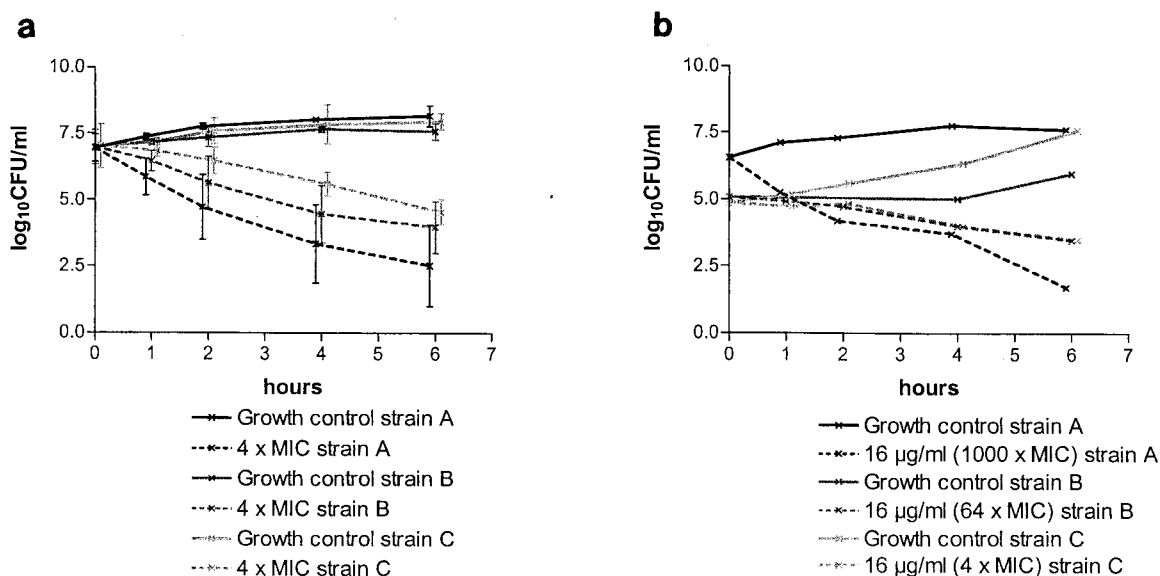 a
10.0
7.5
5.0
2.5
0.0
log10CFU/ml
0 1 2 3 4 5 6 7
hours
Growth control strain A
4 x MIC strain A
Growth control strain B
4 x MIC strain B
Growth control strain C
4 x MIC strain C
b
10.0
7.5
5.0
2.5
0.0
log10CFU/ml
0 1 2 3 4 5 6 7
hours
Growth control strain A
16 µg/ml (1000 x MIC) strain A
Growth control strain B
16 µg/ml (64 x MIC) strain B
Growth control strain C
16 µg/ml (4 x MIC) strain C